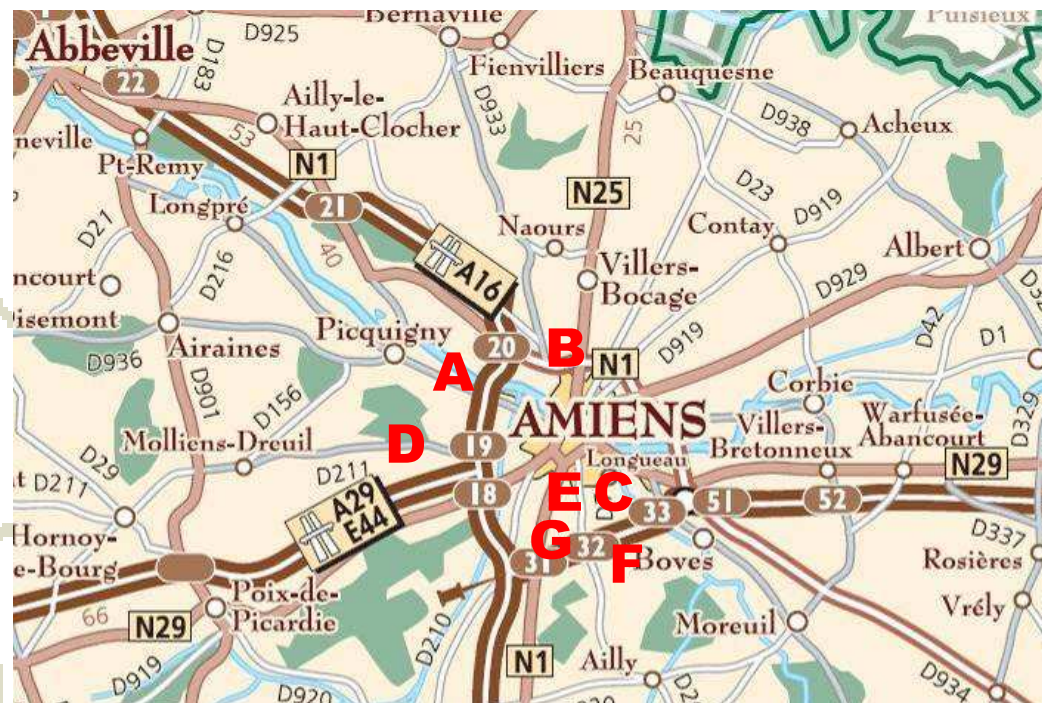 Bernaville
Puisieux
D925
Abbeville
D183
Fienvilliers
Beauquesne
22
Ailly-le-
Haut-Clocher
D933
25
D938
Acheux
neville
53
Pt-Remy
N1
N25
D23
D919
Longpré
21
Naours
Contay
Albert
D21
D216
40
A16
Villers-
Bocage
D929
ncourt
isemont
Picquigny
20
B
N1
D919
D42
D1
D936
Airaines
A
Corbie
D901
D156
AMIENS
Villers-
Bretonneux
Warfusée-
Abancourt
D329
Molliens-Dreuil
D
19
Longueau
N29
D29
D211
D211
A29
E44
18
E
C
33
51
52
Hornoy-
e-Bourg
G
32
31
F
Boves
D337
Rosières
Poix-de-
Picardie
66
N29
D210
Moreuil
Vrély
N1
Ailly
D919
D920
D934